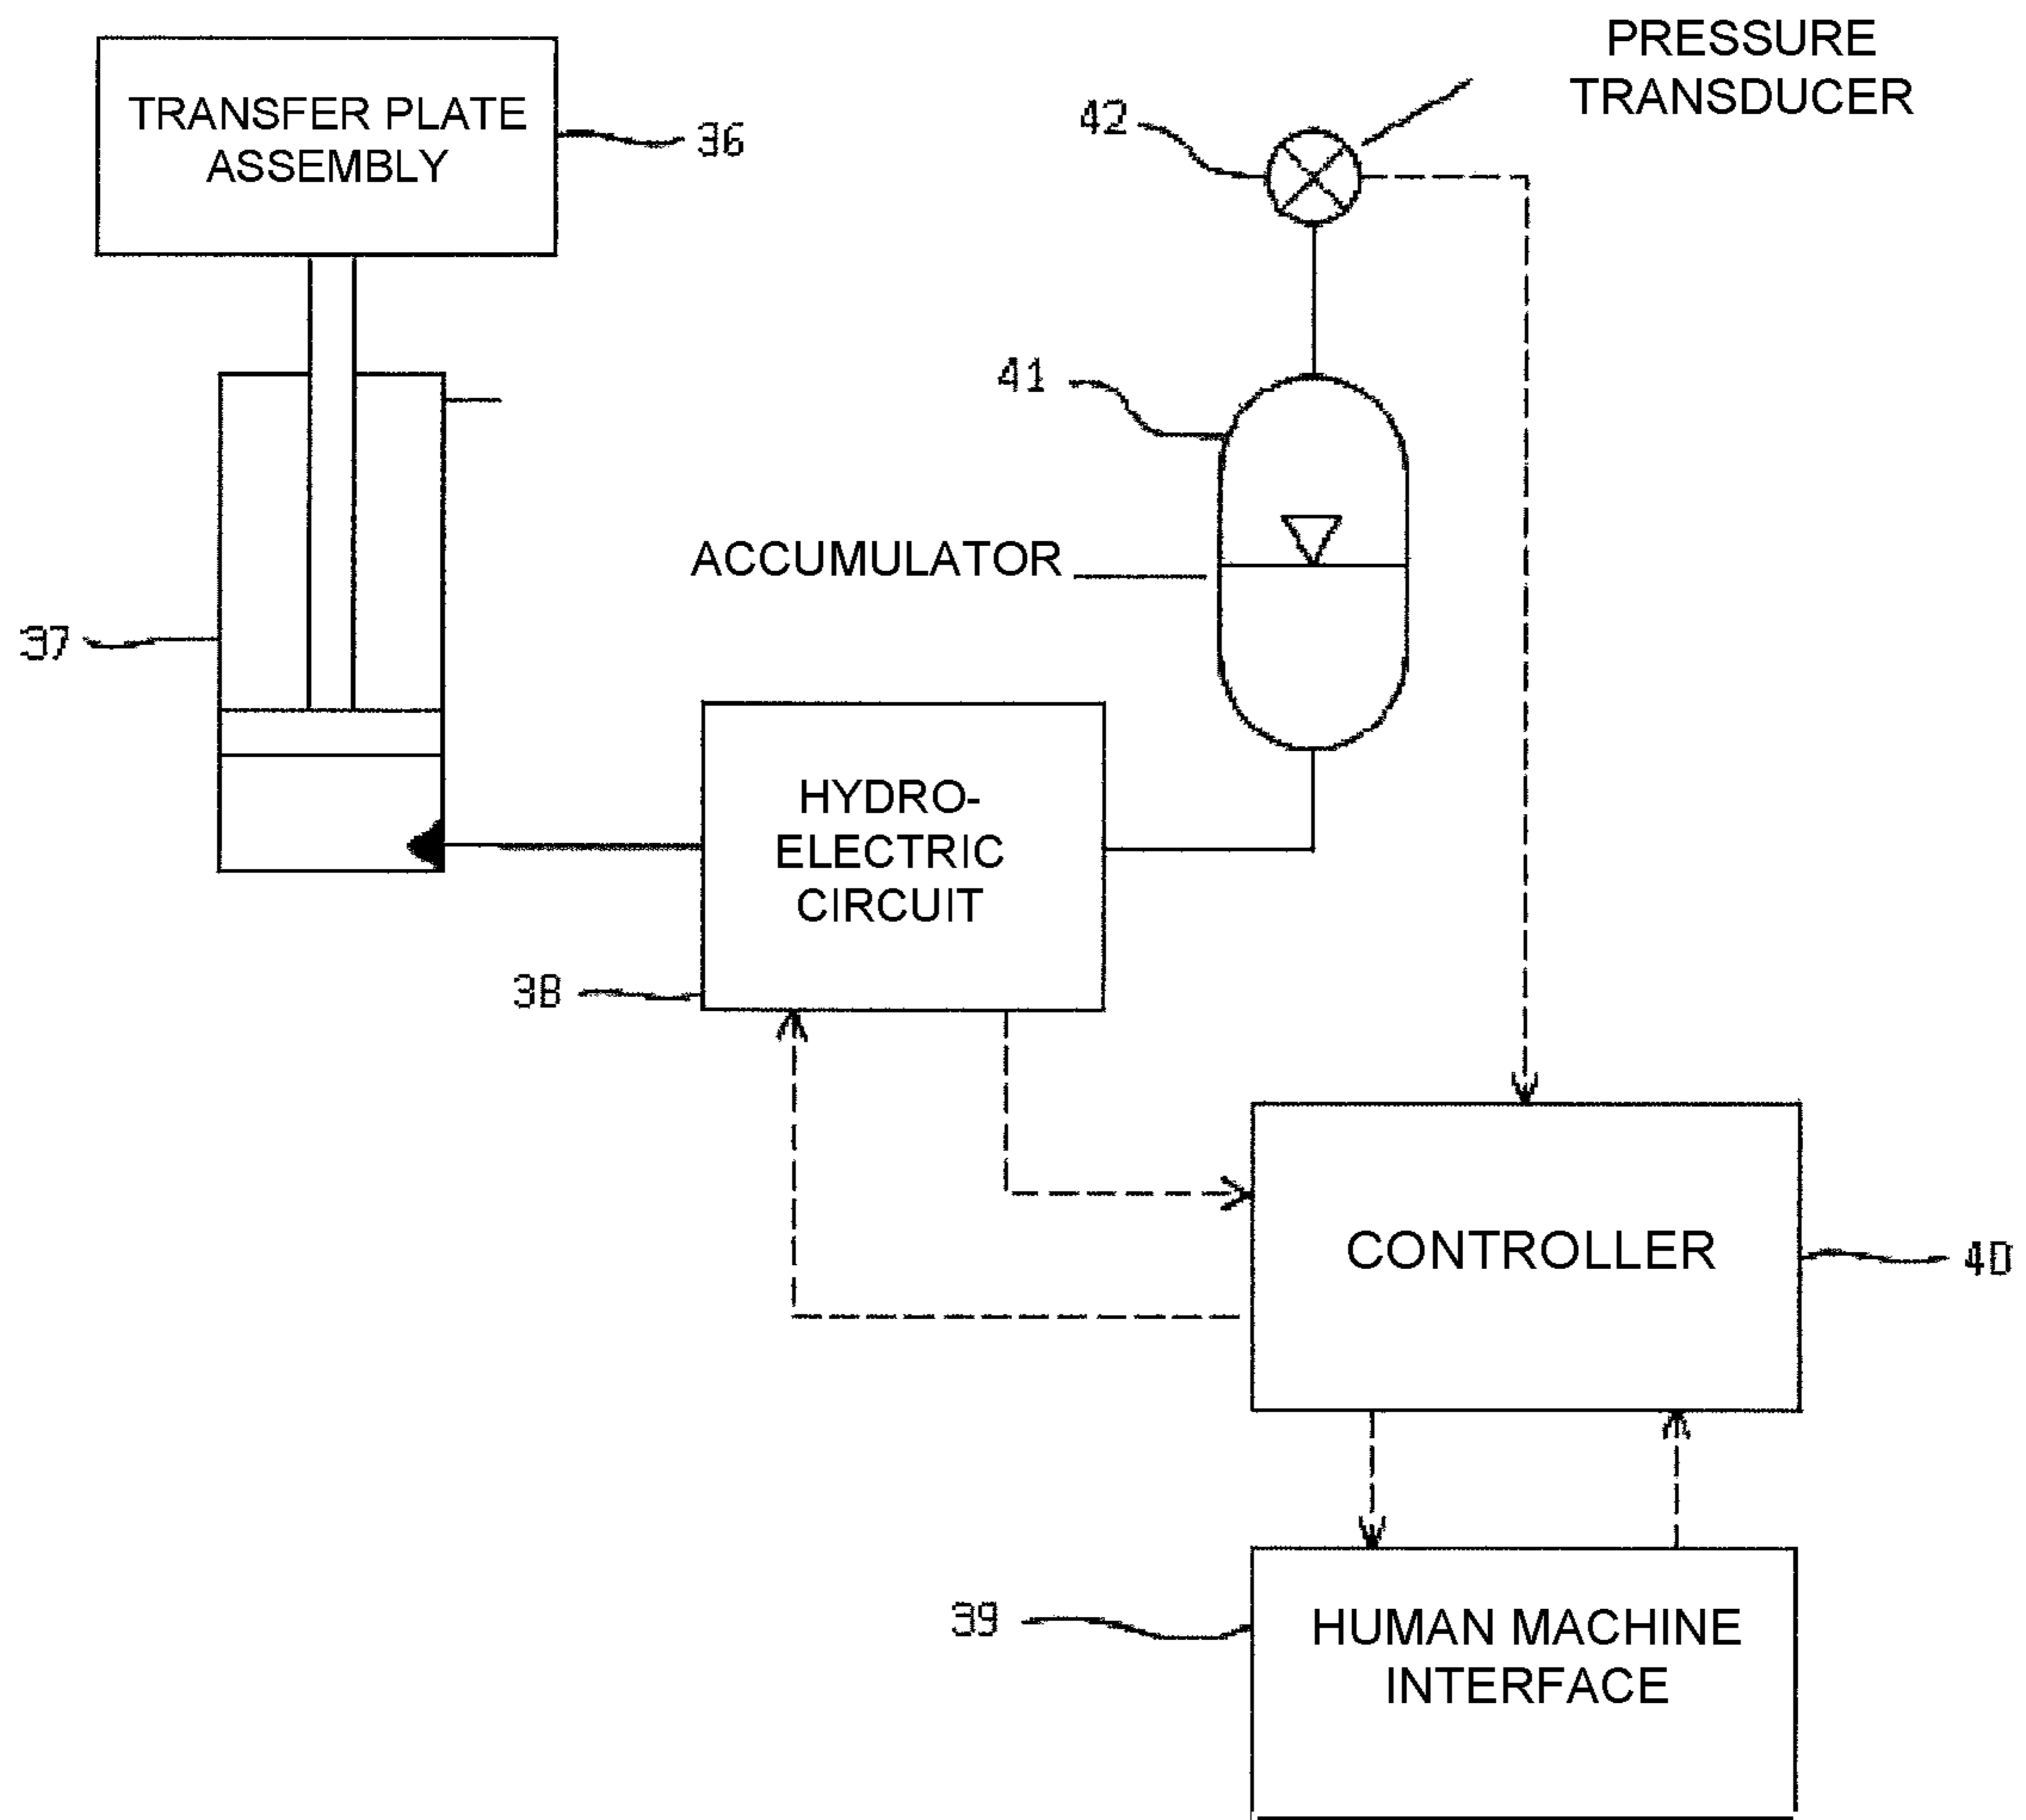 PRESSURE
TRANSDUCER
TRANSFER PLATE
ASSEMBLY
36
42
41
ACCUMULATOR
37
HYDRO-
ELECTRIC
CIRCUIT
38
CONTROLLER
40
39
HUMAN MACHINE
INTERFACE